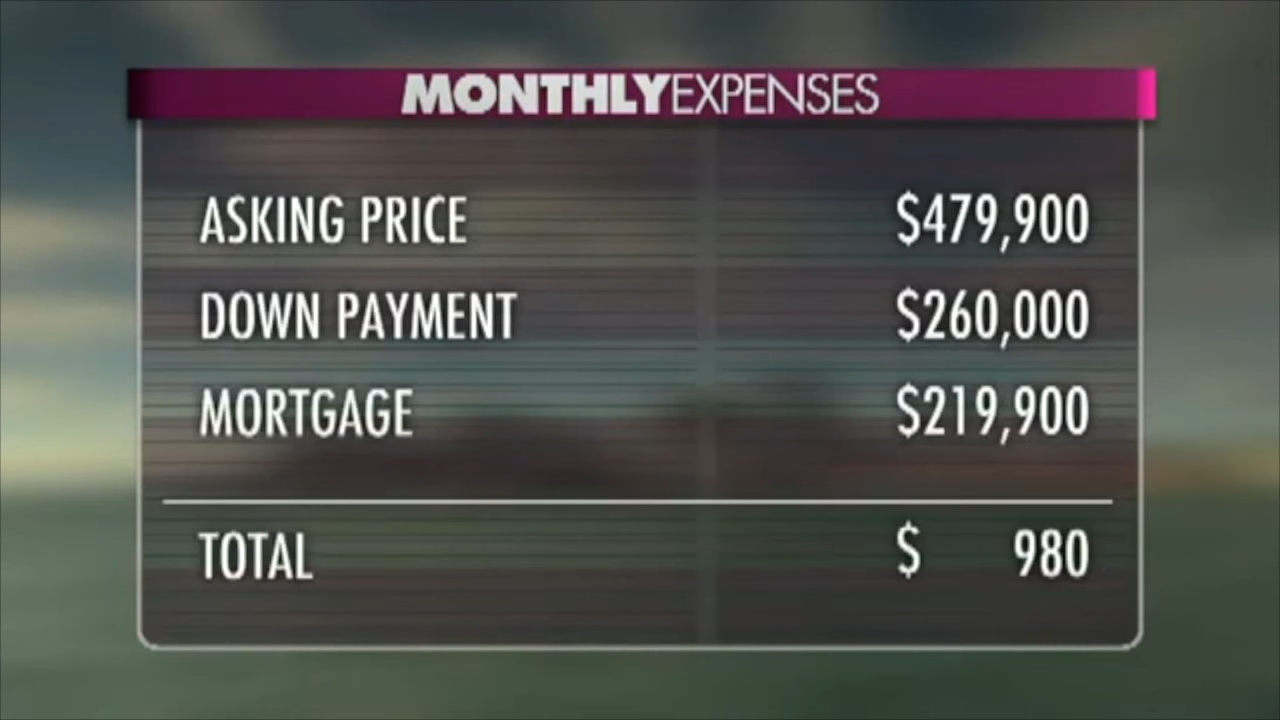 MONTHLYEXPENSES
ASKING PRICE $479,900
DOWN PAYMENT $260,000
MORTGAGE $219,900
TOTAL $ 980